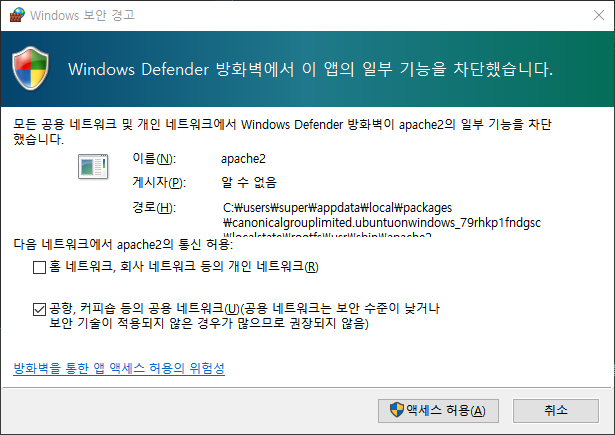 Windows 보안 경고
Windows Defender 방화벽에서 이 앱의 일부 기능을 차단했습니다.
모든 공용 네트워크 및 개인 네트워크에서 Windows Defender 방화벽이 apache2의 일부 기능을 차단
했습니다.
이름(N): apache2
게시자(P): 알 수 없음
경로(H): C:₩users₩super₩appdata₩local₩packages
₩canonicalgrouplimited.ubuntuonwindows_79rhkp1fndgsc
₩localstate₩rootfs₩usr₩sbin₩apache2
다음 네트워크에서 apache2의 통신 허용:
홈 네트워크, 회사 네트워크 등의 개인 네트워크(R)
공항, 커피숍 등의 공용 네트워크(U)(공용 네트워크는 보안 수준이 낮거나
보안 기술이 적용되지 않은 경우가 많으므로 권장되지 않음)
방화벽을 통한 앱 액세스 허용의 위험성
액세스 허용(A) 취소